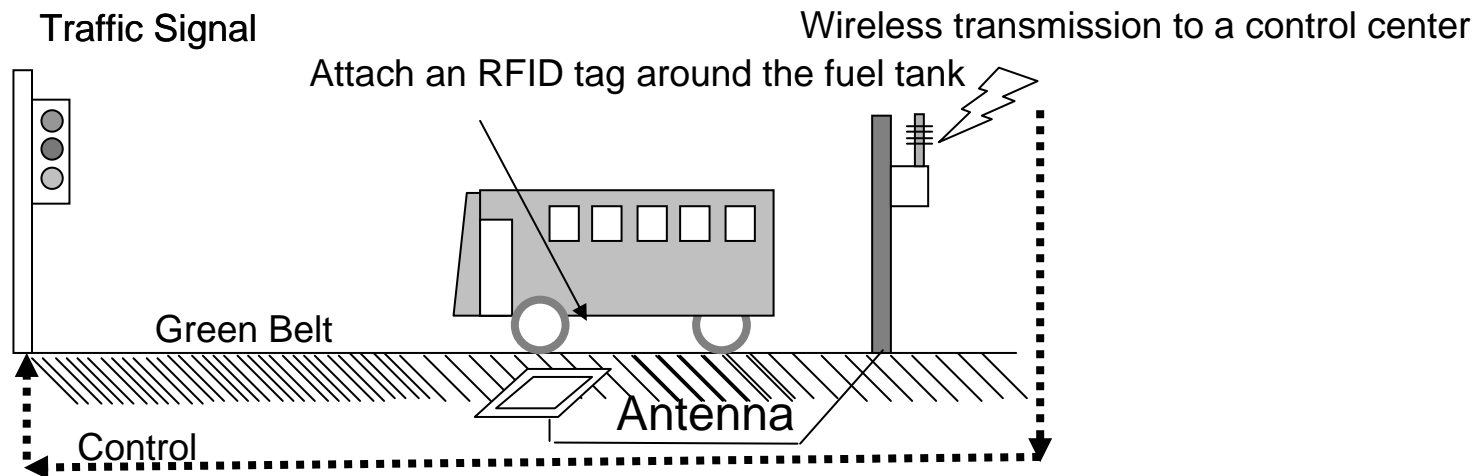 Traffic Signal
Wireless transmission to a control center
Attach an RFID tag around the fuel tank
Green Belt
Antenna
Control